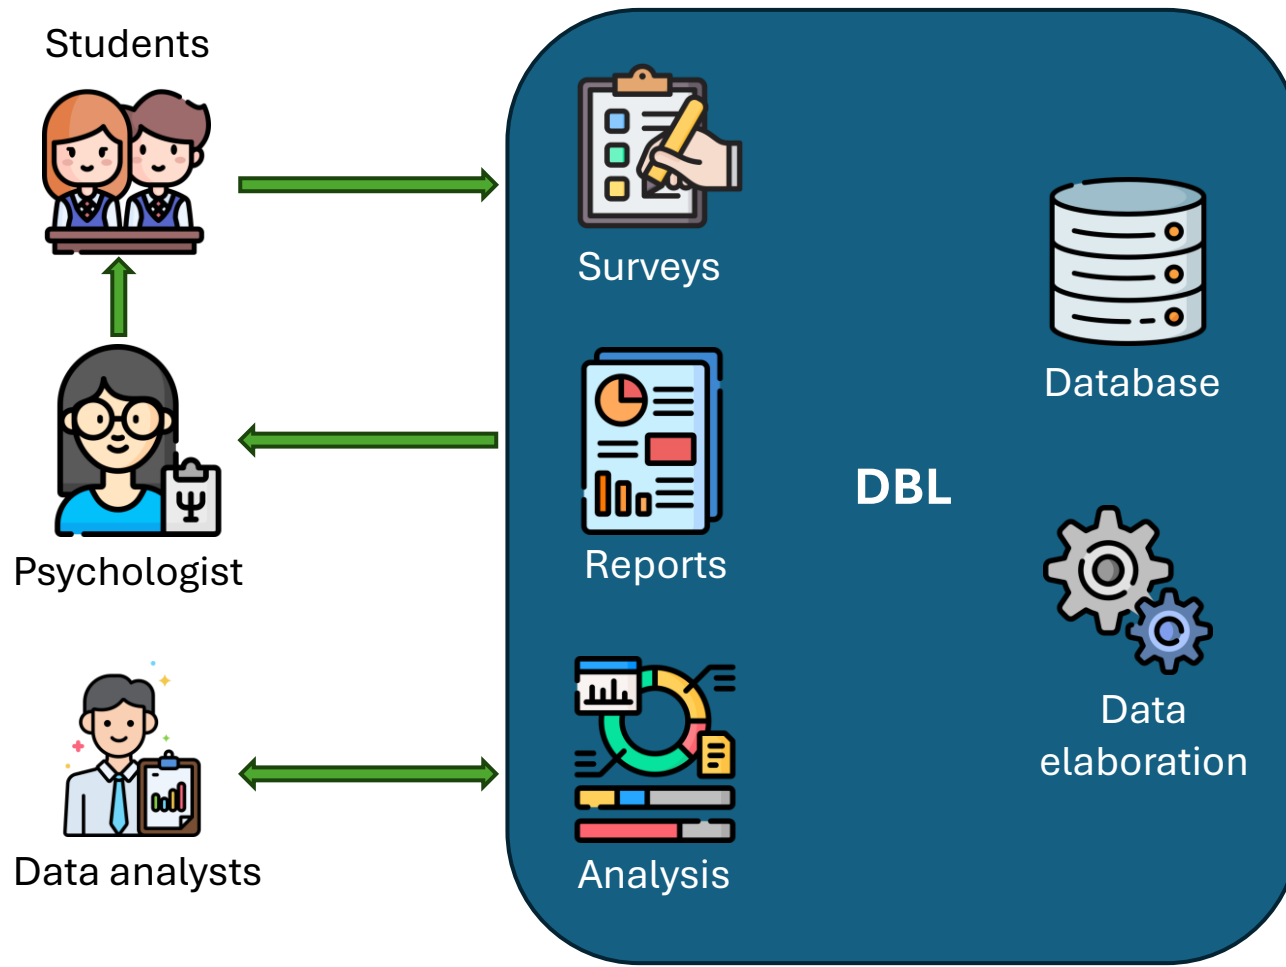 Students
Surveys
Database
Psychologist
Reports
DBL
Data
elaboration
Data analysts
Analysis